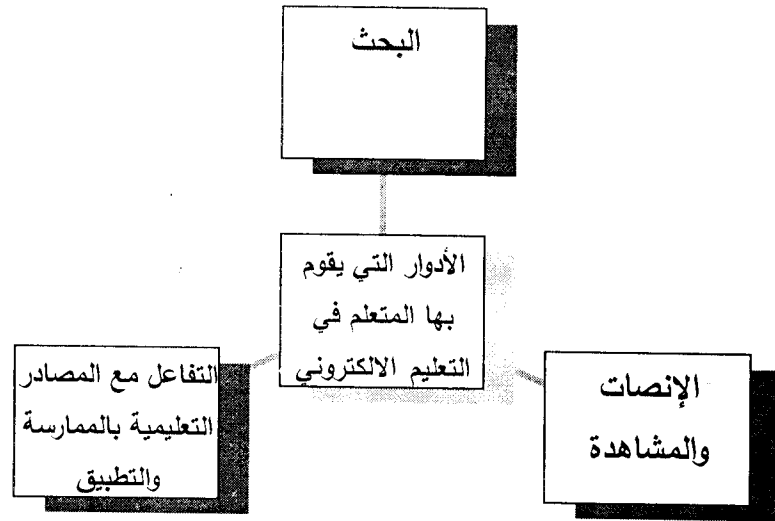 البحث
الأدوار التي يقوم
بها المتعلم في
التعليم الالكتروني
الإنصات
والمشاهدة
التفاعل مع المصادر
التعليمية بالممارسة
والتطبيق